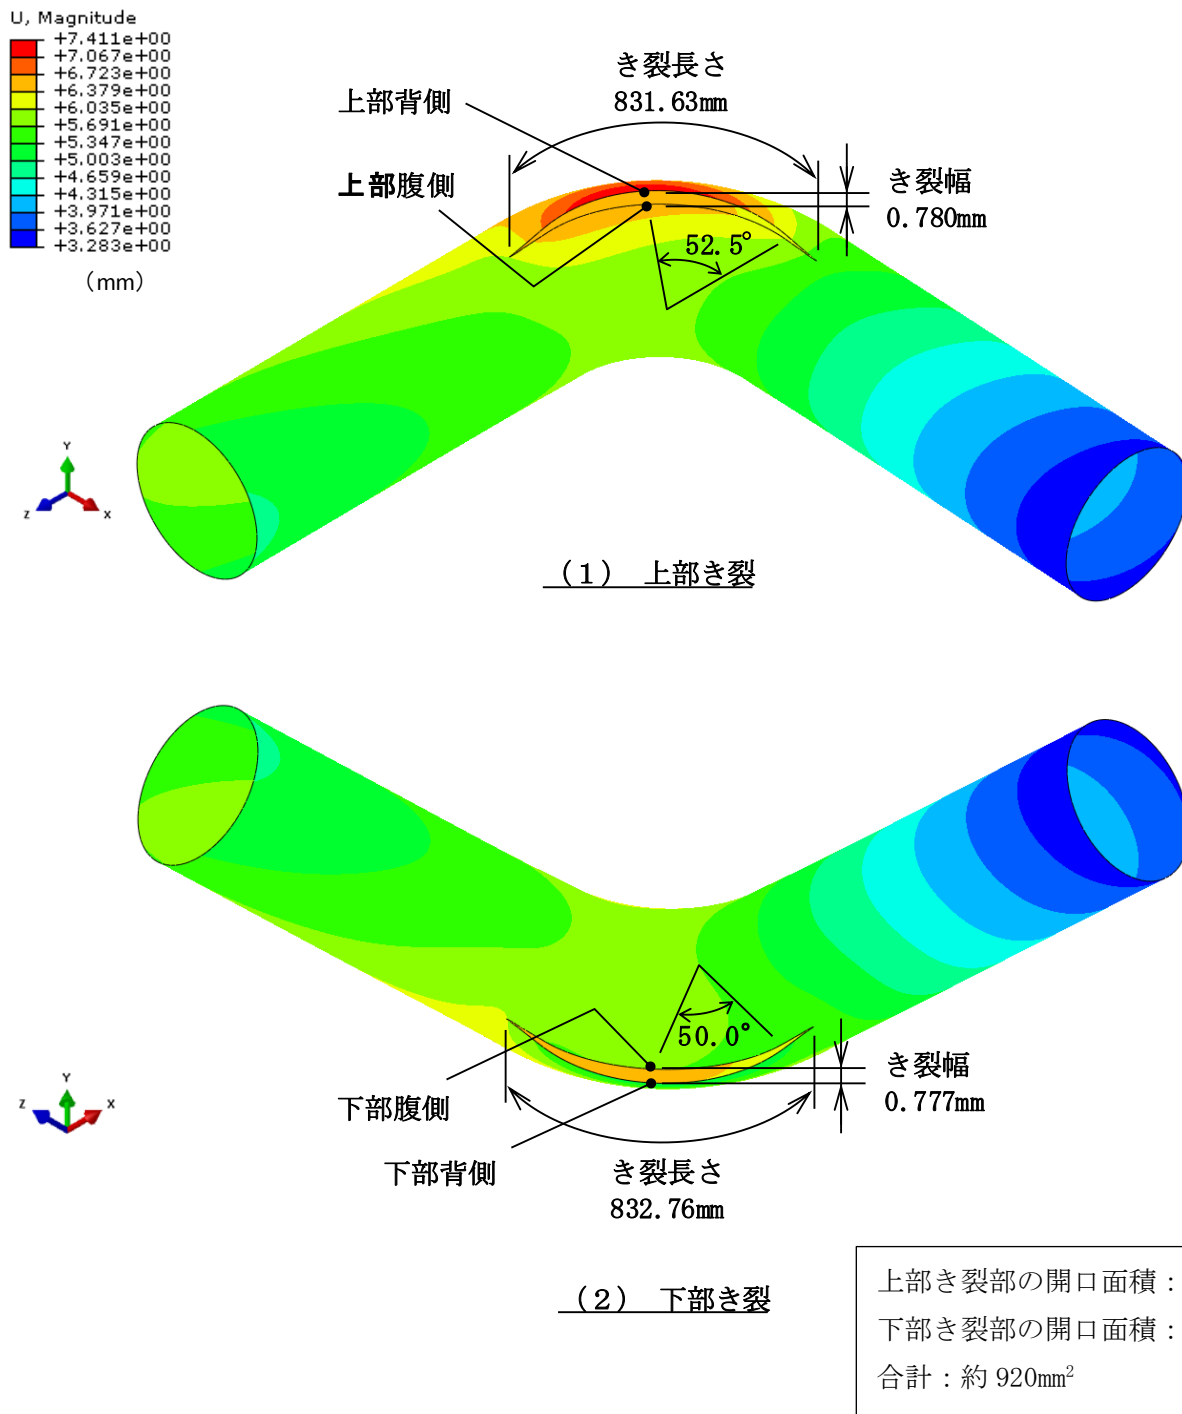 U, Magnitude
+7.411e+00
+7.067e+00
+6.723e+00
+6.379e+00
+6.035e+00
+5.691e+00
+5.347e+00
+5.003e+00
+4.659e+00
+4.315e+00
+3.971e+00
+3.627e+00
+3.283e+00
(mm)
き裂長さ
831.63mm
上部背側
上部腹側
き裂幅
0.780mm
52.5°
Y
Z
X
(1) 上部き裂
50.0°
き裂幅
0.777mm
Y
Z
X
下部腹側
下部背側
き裂長さ
832.76mm
(2) 下部き裂
上部き裂部の開口面積:
下部き裂部の開口面積:
合計:約920mm²